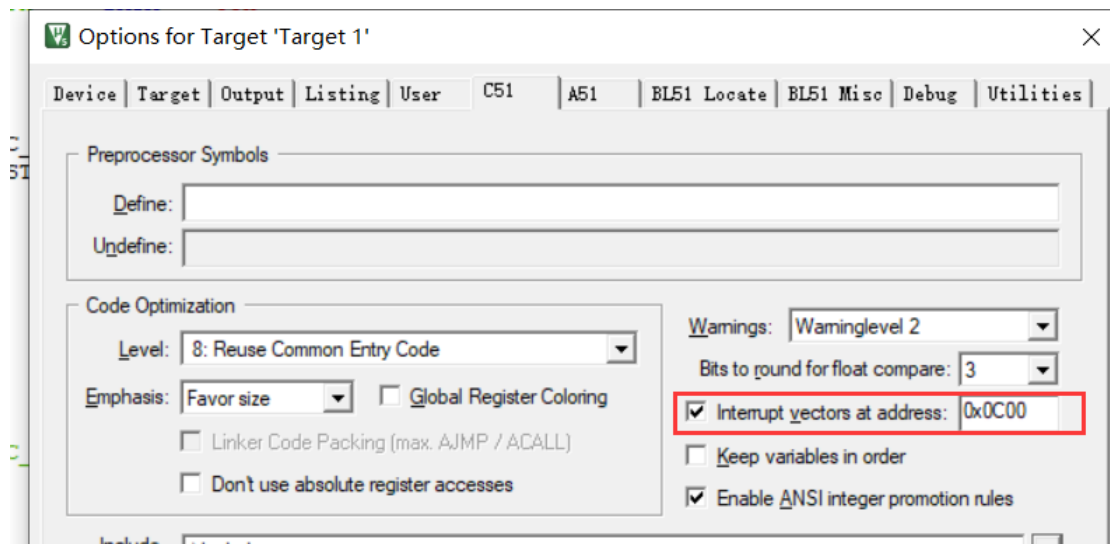 Options for Target 'Target 1'
Device Target Output Listing User C51 A51 BL51 Locate BL51 Misc Debug Utilities
Preprocessor Symbols
Define:
Undefine:
Code Optimization
Level: 8: Reuse Common Entry Code
Emphasis: Favor size Global Register Coloring
Linker Code Packing (max. AJMP / ACALL)
Don't use absolute register accesses
Warnings: Warninglevel 2
Bits to round for float compare: 3
Interrupt vectors at address: 0x0C00
Keep variables in order
Enable ANSI integer promotion rules